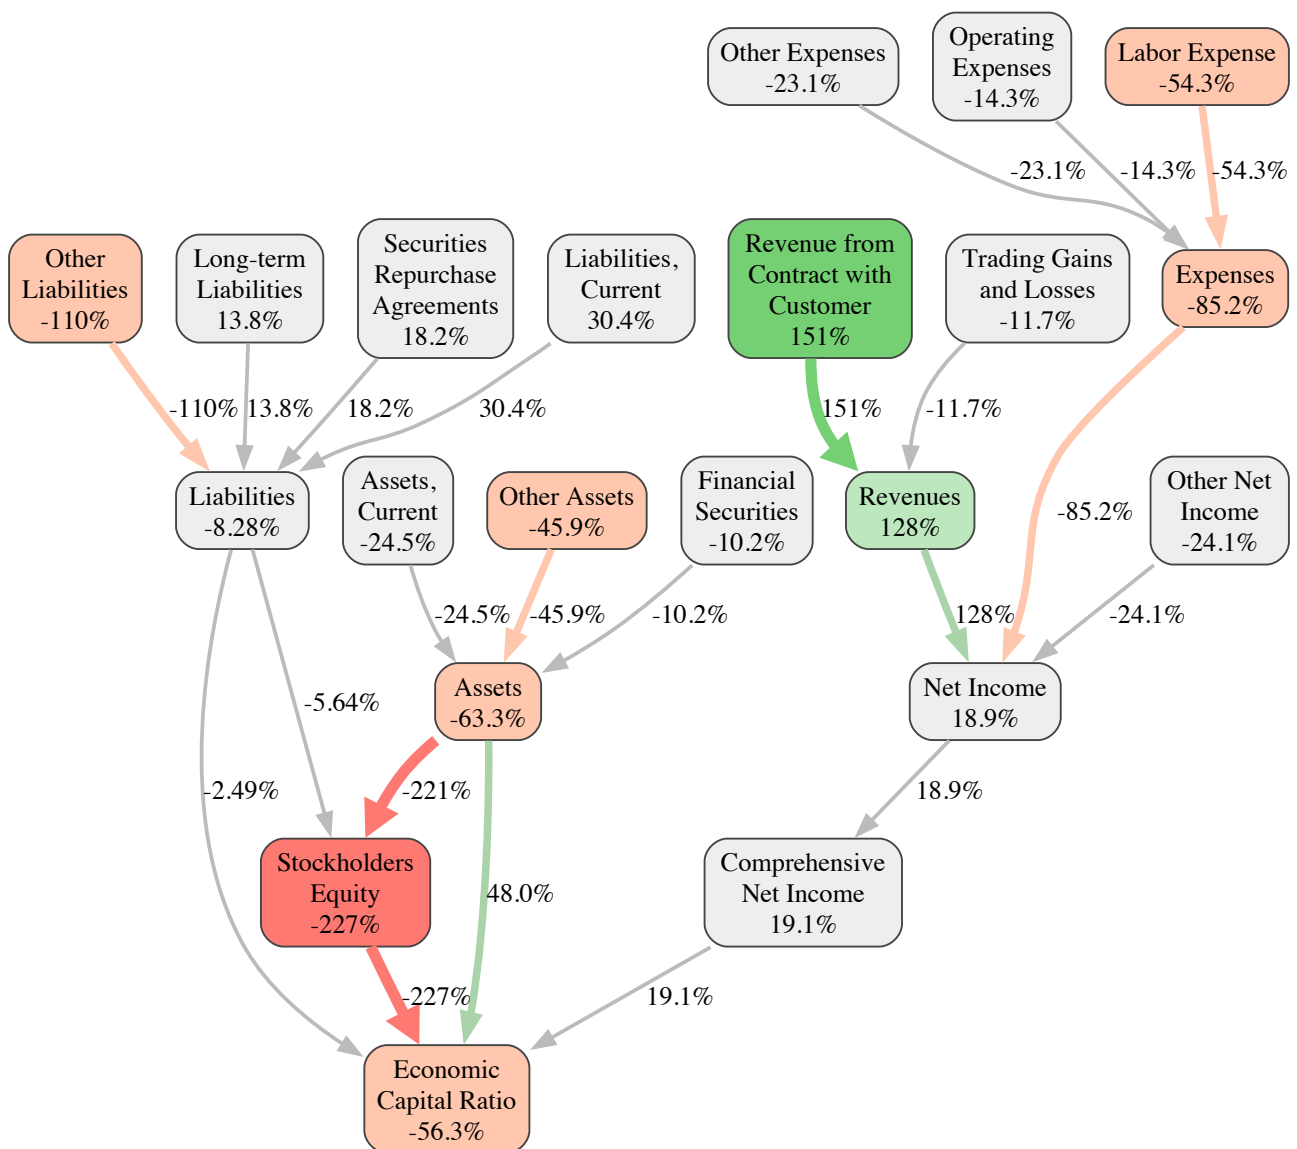 Other Expenses
-23.1%
Operating
Expenses
-14.3%
Labor Expense
-54.3%
-23.1%
-14.3%
-54.3%
Other
Liabilities
-110%
Long-term
Liabilities
13.8%
Securities
Repurchase
Agreements
18.2%
Liabilities,
Current
30.4%
Revenue from
Contract with
Customer
151%
Trading Gains
and Losses
-11.7%
Expenses
-85.2%
-110%
13.8%
18.2%
30.4%
151%
-11.7%
Liabilities
-8.28%
Assets,
Current
-24.5%
Other Assets
-45.9%
Financial
Securities
-10.2%
Revenues
128%
-85.2%
Other Net
Income
-24.1%
-24.5%
-45.9%
-10.2%
128%
-24.1%
-5.64%
Assets
-63.3%
Net Income
18.9%
-2.49%
-221%
18.9%
Stockholders
Equity
-227%
48.0%
Comprehensive
Net Income
19.1%
-227%
19.1%
Economic
Capital Ratio
-56.3%